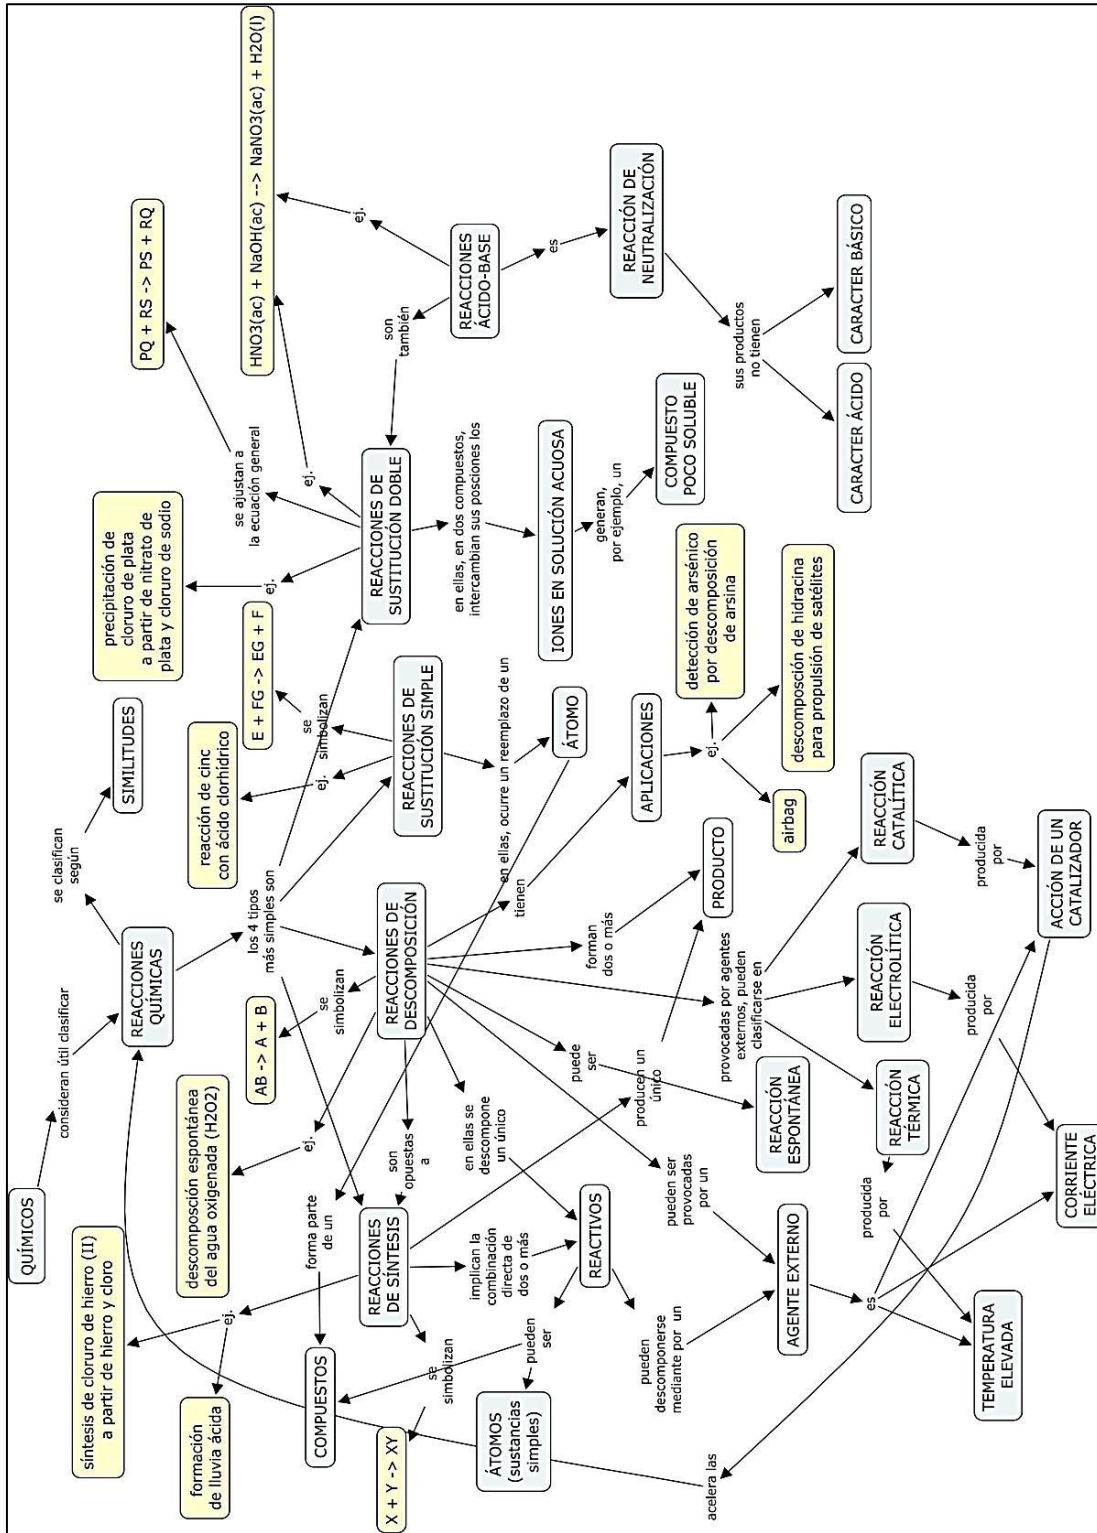 QUÍMICOS
consideran útil clasificar
REACCIONES
QUÍMICAS
se clasifican
según
SIMILITUDES
los 4 tipos
más simples son
síntesis de cloruro de hierro (II)
a partir de hierro y cloro
formación
de lluvia ácida
ej.
descomposción espontánea
del agua oxigenada (H2O2)
ej.
AB -> A + B
se
simbolizan
reacción de cinc
con ácido clorhídrico
ej.
E + FG -> EG + F
se
simbolizan
precipitación de
cloruro de plata
a partir de nitrato de
plata y cloruro de sodio
ej.
se ajustan a
la ecuación general
PQ + RS -> PS + RQ
ej.
HNO3(ac) + NaOH(ac) --> NaNO3(ac) + H2O(l)
ej.
COMPUESTOS
forma parte
de un
REACCIONES
DE SÍNTESIS
son
opuestas
a
REACCIONES DE
DESCOMPOSICIÓN
REACCIONES DE
SUSTITUCIÓN SIMPLE
REACCIONES DE
SUSTITUCIÓN DOBLE
son
también
REACCIONES
ÁCIDO-BASE
X + Y -> XY
se
simbolizan
implican la
combinación
directa de
dos o más
en ellas se
descompone
un único
en ellas, ocurre un reemplazo de un
ÁTOMO
en ellas, en dos compuestos,
intercambian sus posciones los
es
REACCIÓN DE
NEUTRALIZACIÓN
ÁTOMOS
(sustancias
simples)
pueden
ser
REACTIVOS
puede
ser
forman
dos o más
tienen
APLICACIONES
IONES EN SOLUCIÓN ACUOSA
generan,
por ejemplo, un
COMPUESTO
POCO SOLUBLE
sus productos
no tienen
CARACTER ÁCIDO
CARACTER BÁSICO
pueden
descomponerse
mediante por un
pueden ser
provocadas
por un
producen un
único
PRODUCTO
ej.
airbag
detección de arsénico
por descomposición
de arsina
descomposción de hidracina
para propulsión de satélites
AGENTE EXTERNO
REACCIÓN
ESPONTÁNEA
provocadas por agentes
externos, pueden
clasificarse en
es
producida
por
REACCIÓN
TÉRMICA
REACCIÓN
ELECTROLÍTICA
REACCIÓN
CATALÍTICA
producida
por
producida
por
acelera las
TEMPERATURA
ELEVADA
CORRIENTE
ELÉCTRICA
ACCIÓN DE UN
CATALIZADOR